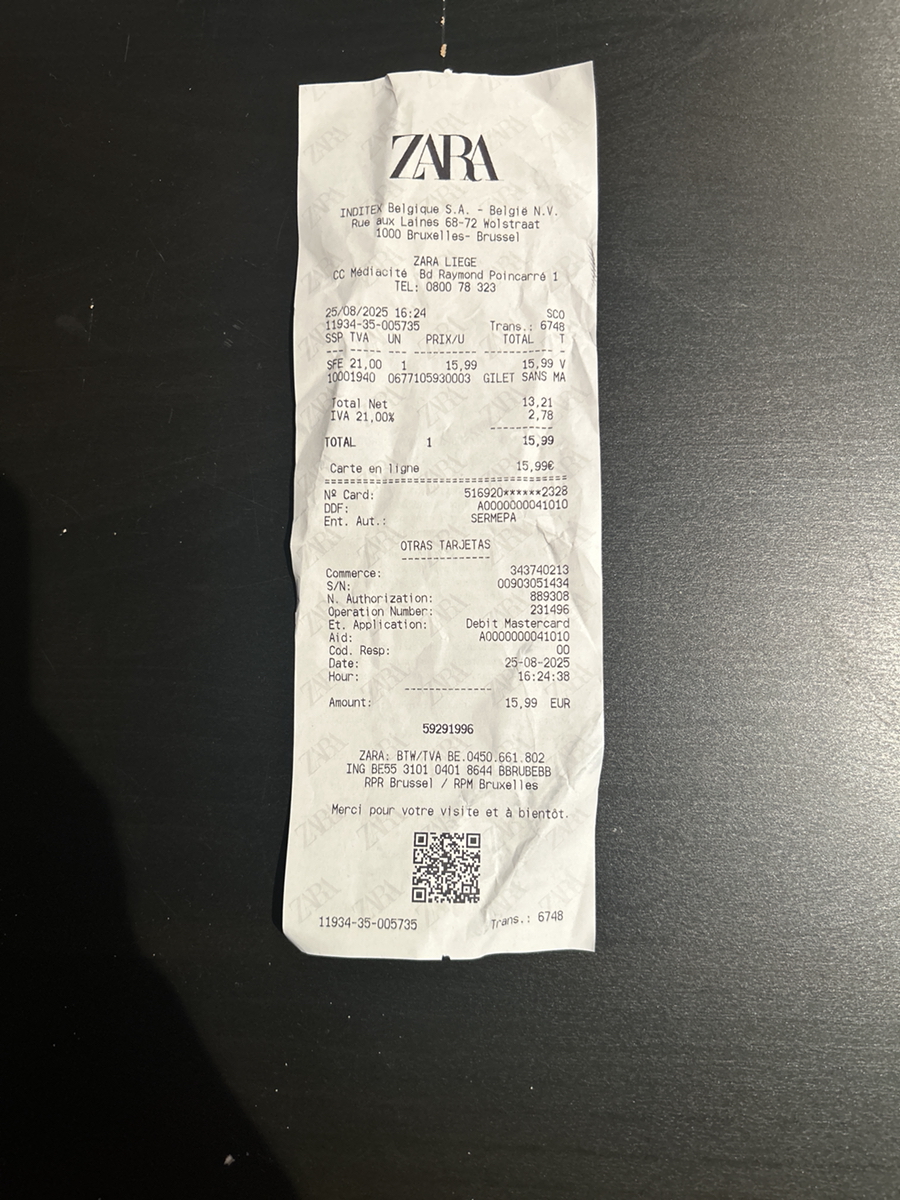 ZARA
INDITEX Belgique S.A. - België N.V.
Rue aux Laines 68-72 Wolstraat
1000 Bruxelles- Brussel
ZARA LIEGE
CC Médiacité Bd Raymond Poincarré 1
TEL: 0800 78 323
25/08/2025 16:24 SCO
11934-35-005735 Trans.: 6748
SSP TVA UN PRIX/U TOTAL T
SFE 21,00 1 15,99 15,99 V
10001940 0677105930003 GILET SANS MA
Total Net 13,21
IVA 21,00% 2,78
TOTAL 1 15,99
Carte en ligne 15,99€
Nº Card: 516920******2328
DDF: A0000000041010
Ent. Aut.: SERMEPA
OTRAS TARJETAS
Commerce: 343740213
S/N: 00903051434
N. Authorization: 889308
Operation Number: 231496
Et. Application: Debit Mastercard
Aid: A0000000041010
Cod. Resp: 00
Date: 25-08-2025
Hour: 16:24:38
Amount: 15,99 EUR
59291996
ZARA: BTW/TVA BE.0450.661.802
ING BE55 3101 0401 8644 BBRUBEBB
RPR Brussel / RPM Bruxelles
Merci pour votre visite et à bientôt.
11934-35-005735 Trans.: 6748